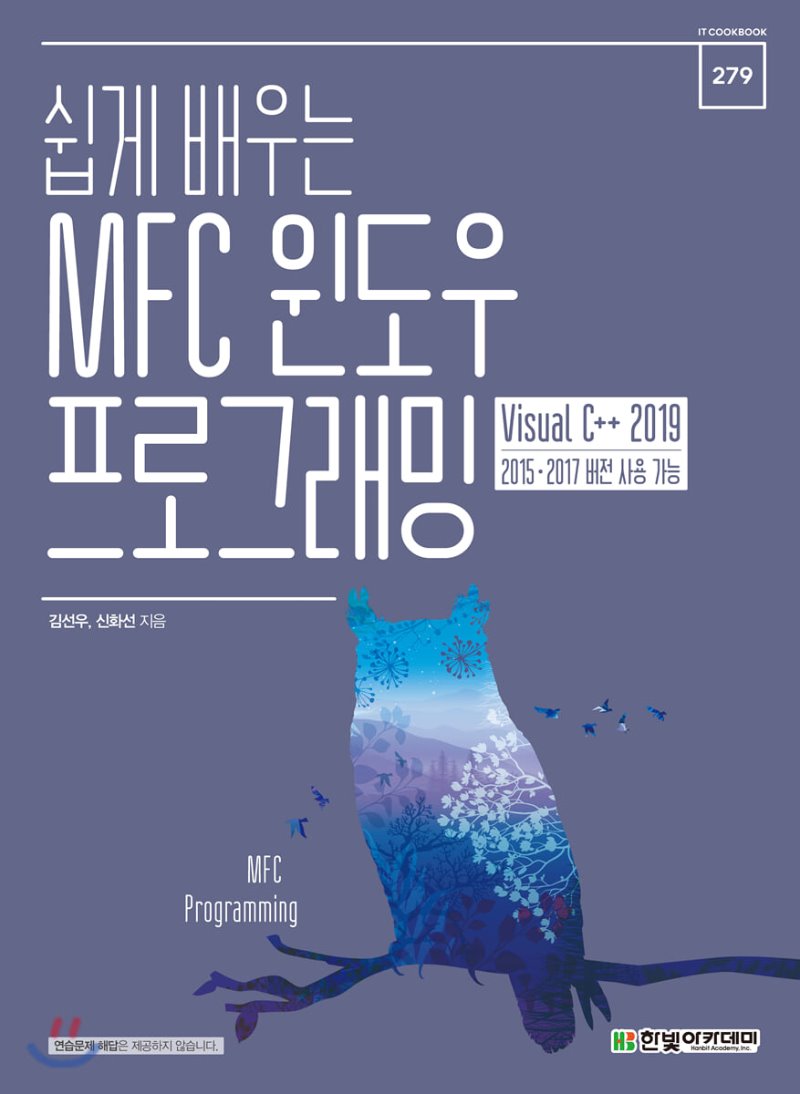 IT COOKBOOK
279
쉽게 배우는
MFC 윈도우
프로그래밍
Visual C++ 2019
2015 · 2017 버전 사용 가능
김선우, 신화선 지음
MFC
Programming
연습문제 해답은 제공하지 않습니다.
HB 한빛아카데미
Hanbit Academy, Inc.